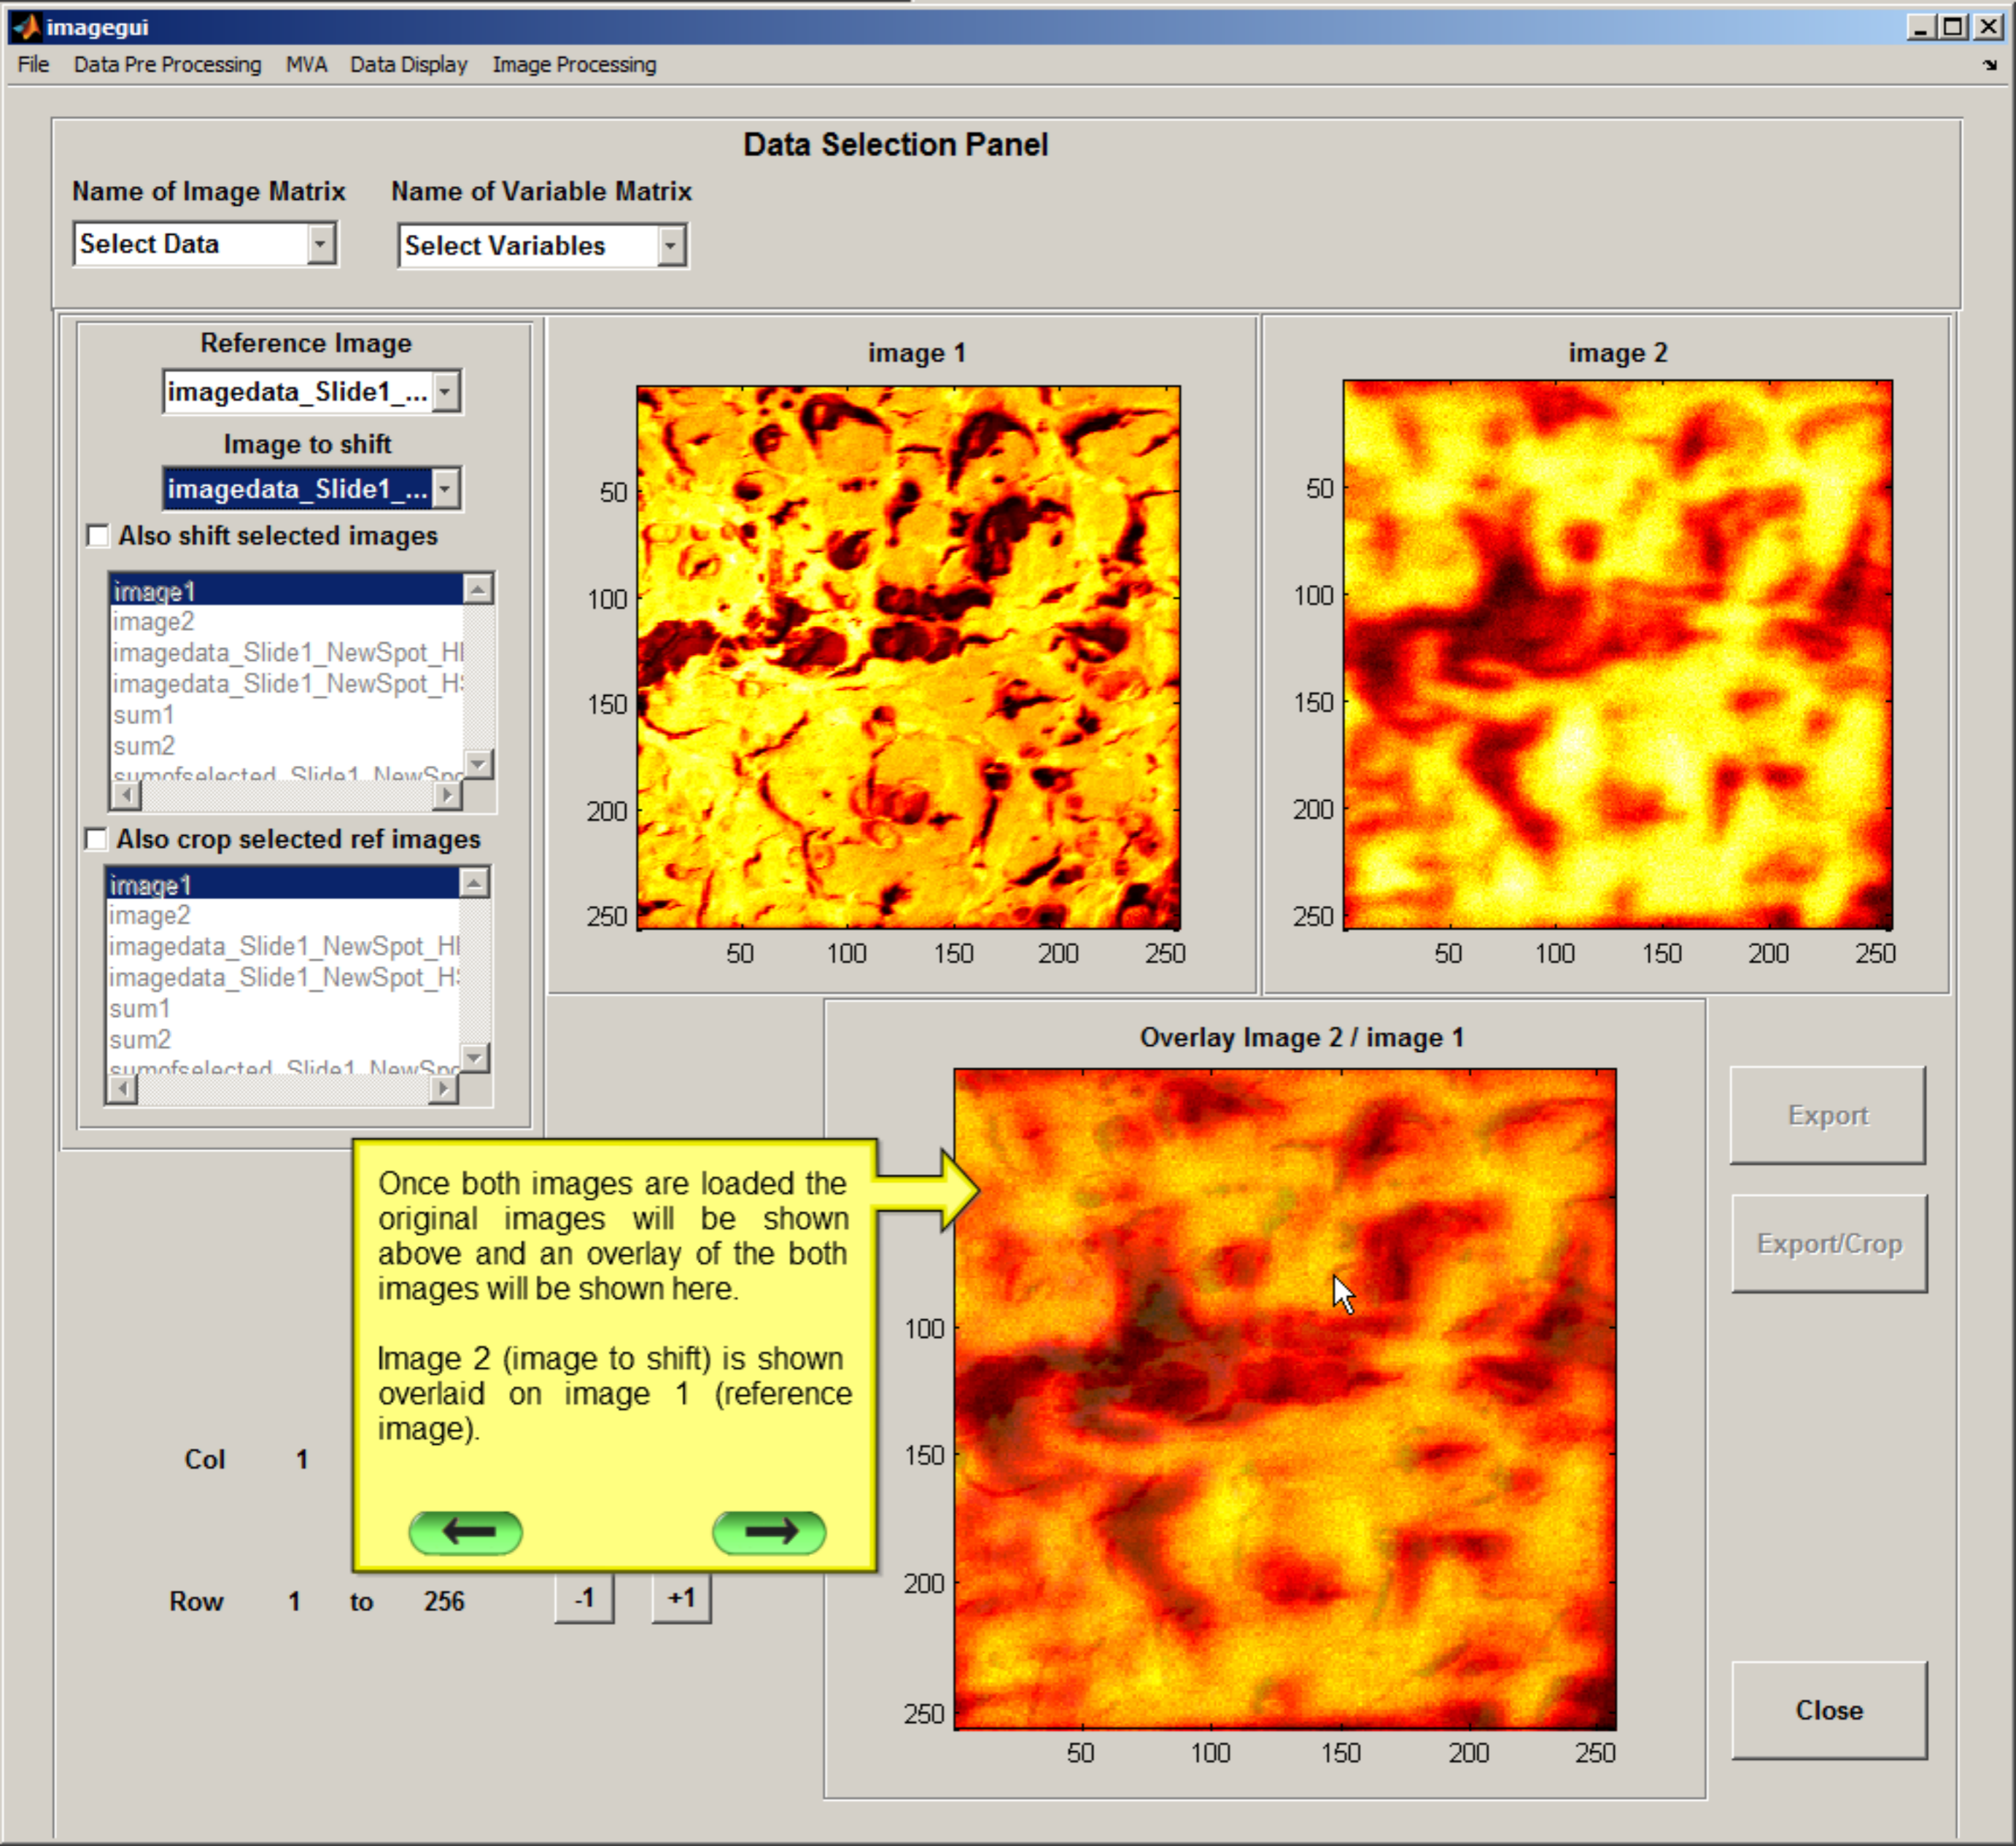 imagegui
File Data Pre Processing MVA Data Display Image Processing
Data Selection Panel
Name of Image Matrix Name of Variable Matrix
Select Data Select Variables
Reference Image
imagedata_Slide1_...
Image to shift
imagedata_Slide1_...
Also shift selected images
image1
image2
imagedata_Slide1_NewSpot_HI
imagedata_Slide1_NewSpot_H
sum1
sum2
sumofselected_Slide1_NewSpo
Also crop selected ref images
image1
image2
imagedata_Slide1_NewSpot_HI
imagedata_Slide1_NewSpot_H
sum1
sum2
sumofselected_Slide1_NewSpo
image 1
50
100
150
200
250
50 100 150 200 250
image 2
50
100
150
200
250
50 100 150 200 250
Overlay Image 2 / image 1
100
150
200
250
50 100 150 200 250
Once both images are loaded the
original images will be shown
above and an overlay of the both
images will be shown here.
Image 2 (image to shift) is shown
overlaid on image 1 (reference
image).
Col 1
Row 1 to 256 -1 +1
Export
Export/Crop
Close